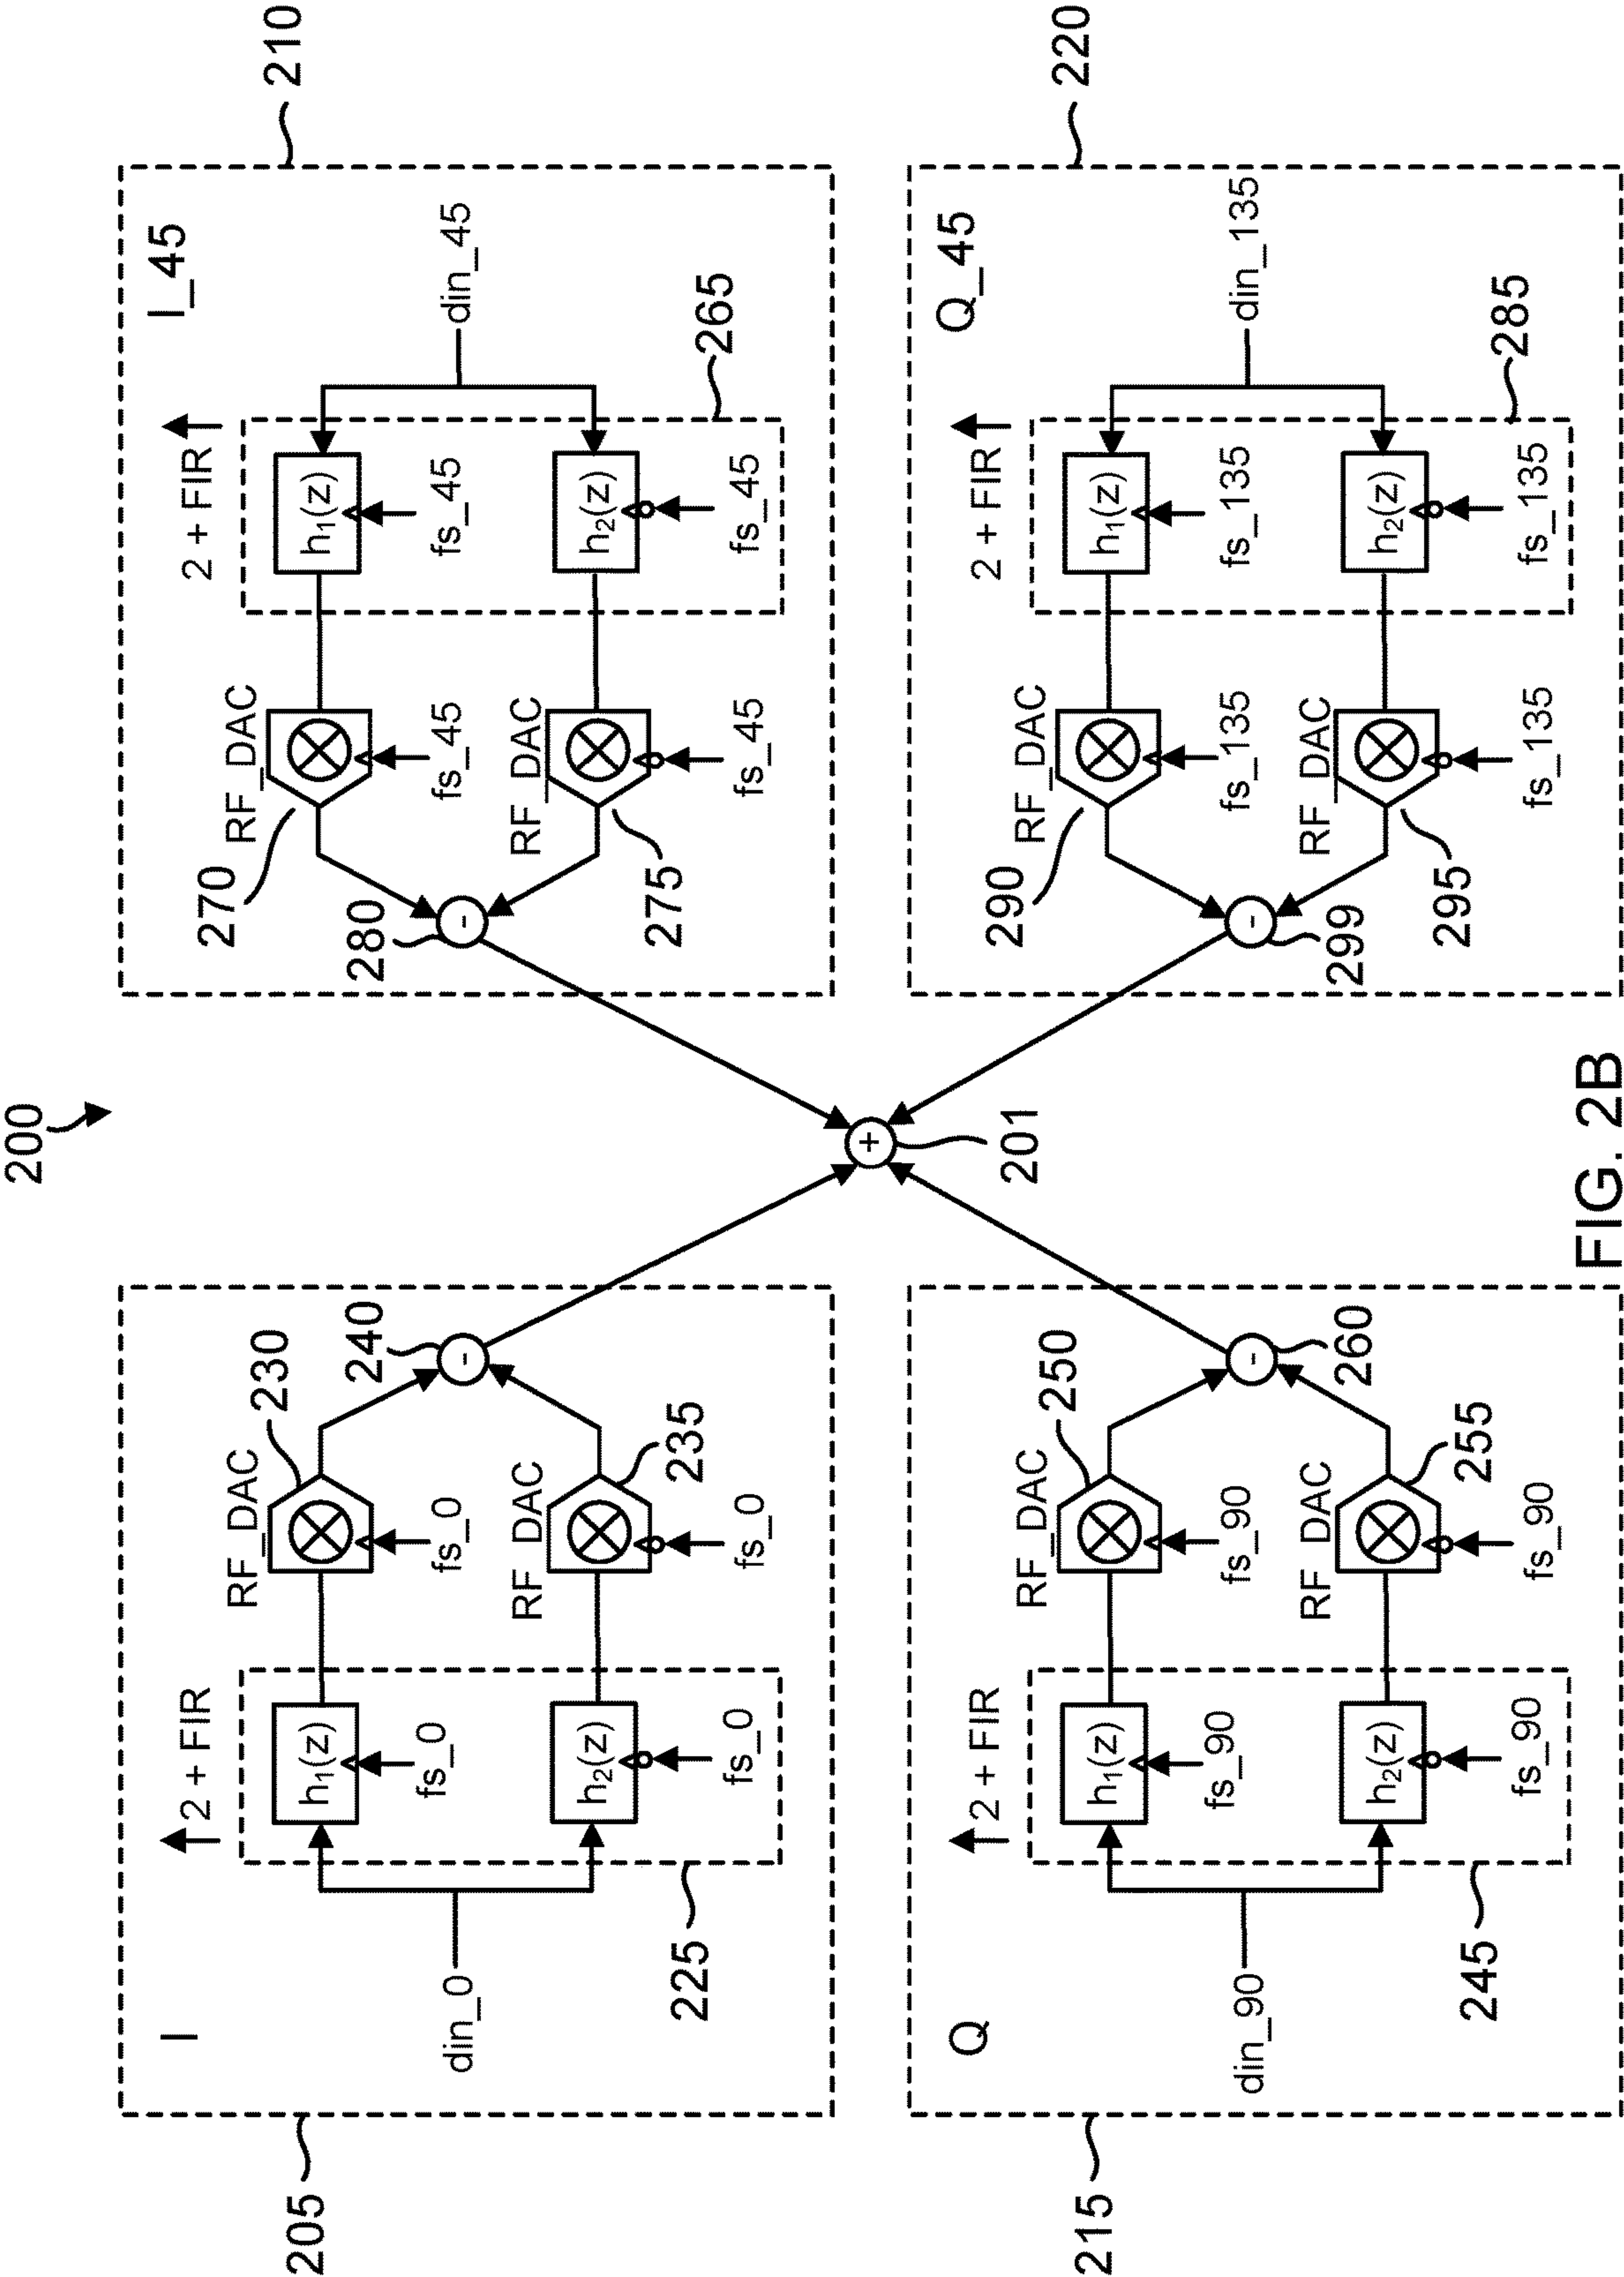 200
205
I
↑2 + FIR
h₁(z)
fs_0
h₂(z)
fs_0
din_0
225
RF_DAC
230
fs_0
RF_DAC
235
fs_0
240
-
210
I_45
2 + FIR↑
h₁(z)
fs_45
h₂(z)
fs_45
din_45
265
RF_DAC
270
fs_45
RF_DAC
275
fs_45
280
-
+
201
215
Q
↑2 + FIR
h₁(z)
fs_90
h₂(z)
fs_90
din_90
245
RF_DAC
250
fs_90
RF_DAC
255
fs_90
260
-
220
Q_45
2 + FIR↑
h₁(z)
fs_135
h₂(z)
fs_135
din_135
285
RF_DAC
290
fs_135
RF_DAC
295
fs_135
299
-
FIG. 2B